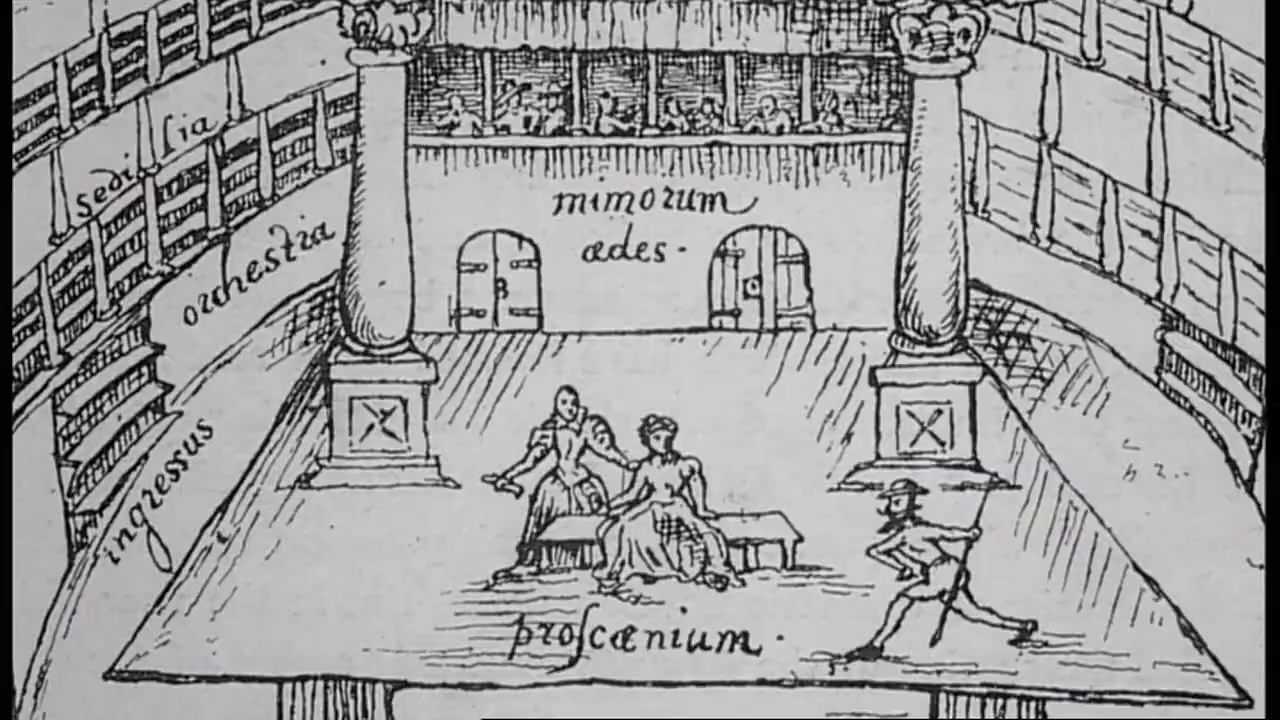 sedilia
orchestra
mimorum
ædes.
ingressus
proſcænium.